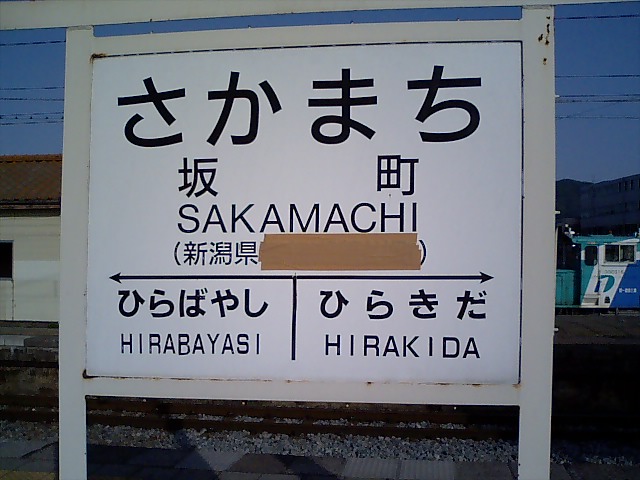 さかまち
坂 町
SAKAMACHI
(新潟県 )
ひらばやし ひらきだ
HIRABAYASI HIRAKIDA